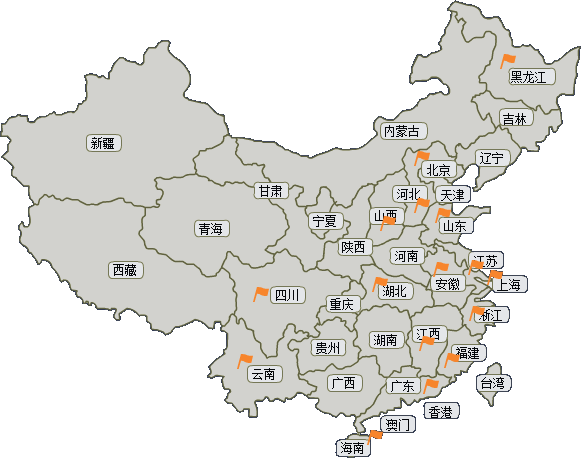 黑龙江
吉林
内蒙古
新疆
辽宁
北京
甘肃
河北
天津
山西
宁夏
山东
青海
陕西
河南
江苏
西藏
安徽
上海
湖北
四川
重庆
浙江
江西
湖南
贵州
福建
云南
广西
广东
台湾
香港
澳门
海南